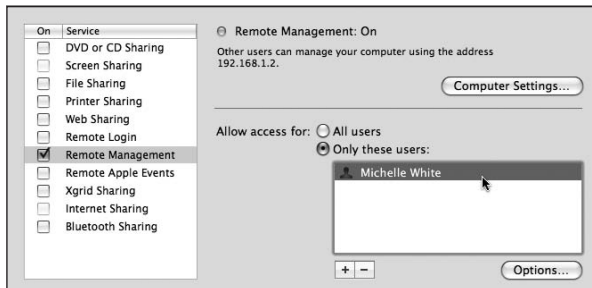 On Service
DVD or CD Sharing
Screen Sharing
File Sharing
Printer Sharing
Web Sharing
Remote Login
Remote Management
Remote Apple Events
Xgrid Sharing
Internet Sharing
Bluetooth Sharing
Remote Management: On
Other users can manage your computer using the address
192.168.1.2.
Computer Settings...
Allow access for: All users
Only these users:
Michelle White
+ −
Options...